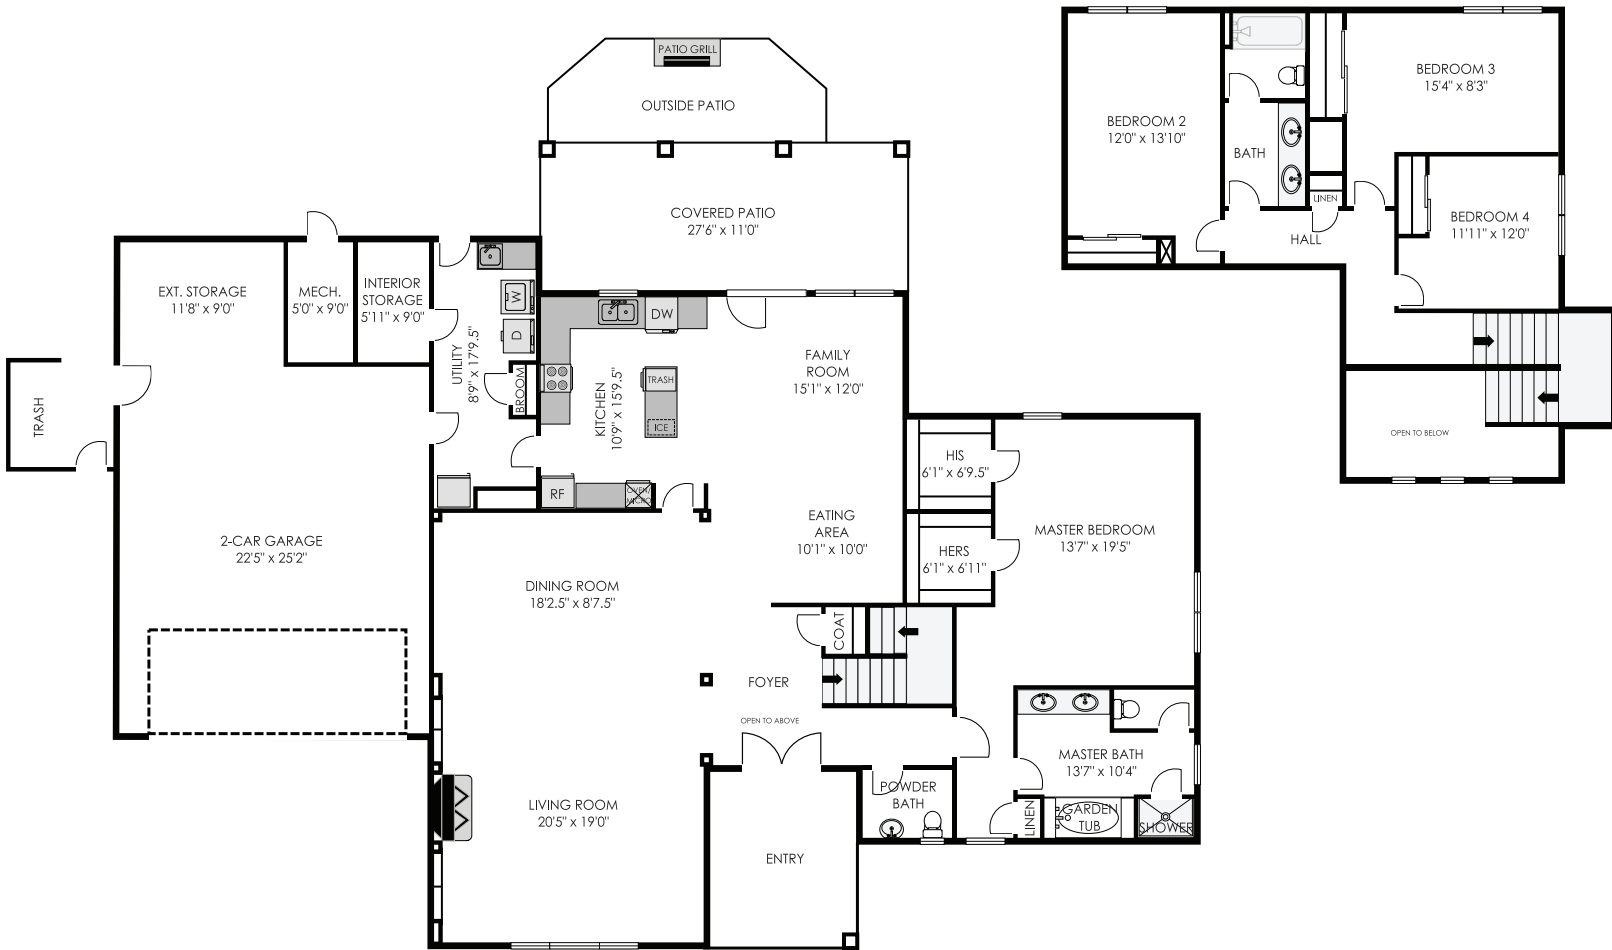 PATIO GRILL
OUTSIDE PATIO
COVERED PATIO
27'6" x 11'0"
EXT. STORAGE
11'8" x 9'0"
MECH.
5'0" x 9'0"
INTERIOR
STORAGE
5'11" x 9'0"
W
D
UTILITY
8'9" x 17'9.5"
BROOM
TRASH
DW
KITCHEN
10'9" x 15'9.5"
TRASH
ICE
RF
OVEN/
MICRO
FAMILY
ROOM
15'1" x 12'0"
EATING
AREA
10'1" x 10'0"
2-CAR GARAGE
22'5" x 25'2"
DINING ROOM
18'2.5" x 8'7.5"
HIS
6'1" x 6'9.5"
HERS
6'1" x 6'11"
MASTER BEDROOM
13'7" x 19'5"
COAT
FOYER
OPEN TO ABOVE
MASTER BATH
13'7" x 10'4"
POWDER
BATH
LINEN
GARDEN
TUB
SHOWER
LIVING ROOM
20'5" x 19'0"
ENTRY
BEDROOM 2
12'0" x 13'10"
BATH
LINEN
HALL
BEDROOM 3
15'4" x 8'3"
BEDROOM 4
11'11" x 12'0"
OPEN TO BELOW